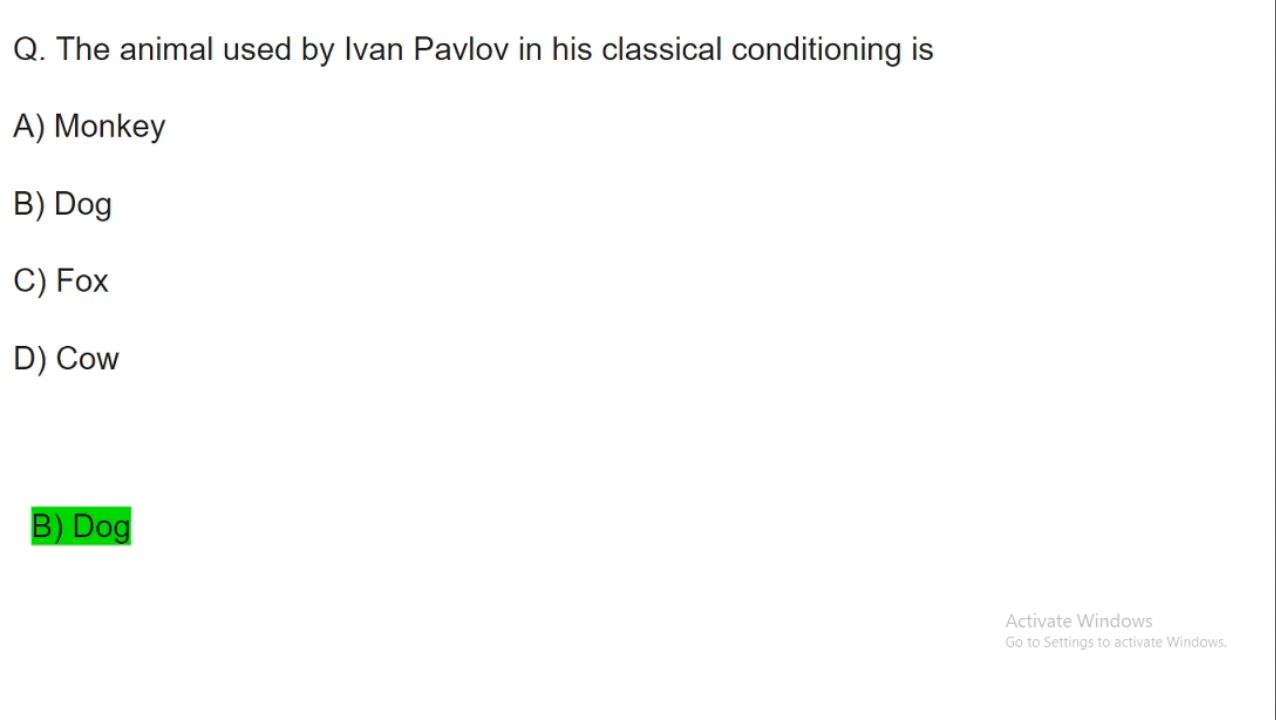 Q. The animal used by Ivan Pavlov in his classical conditioning is
A) Monkey
B) Dog
C) Fox
D) Cow
B) Dog
Activate Windows
Go to Settings to activate Windows.